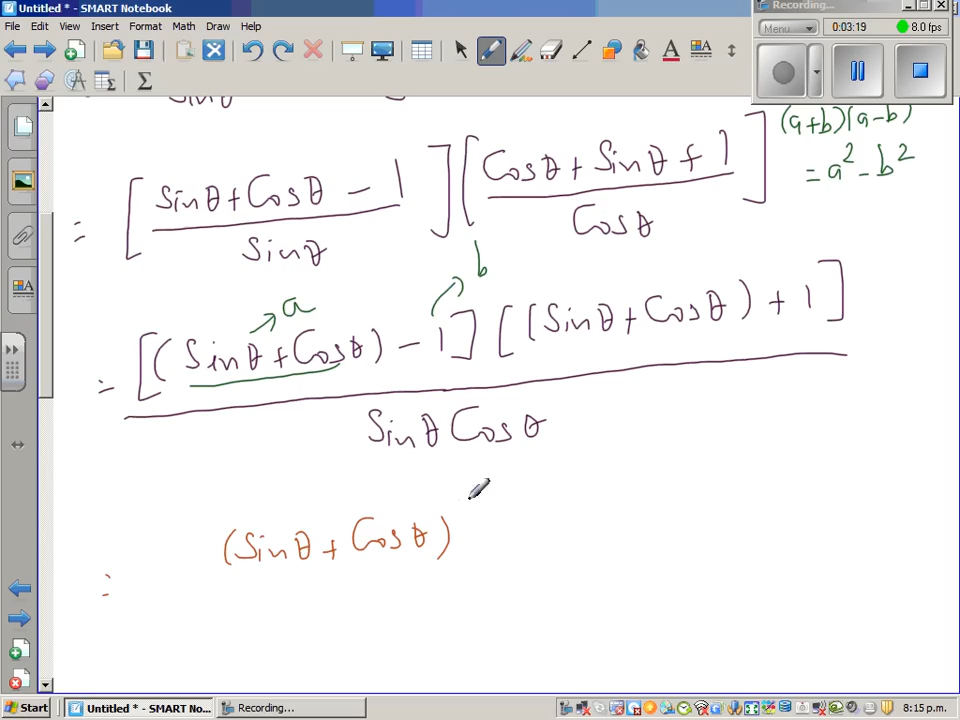 Untitled * - SMART Notebook
Recording...
File Edit View Insert Format Math Draw Help
Menu 0:03:19 8.0 fps
Sinθ
(a+b)(a-b)
= a² - b²
= [ (Sinθ+Cosθ - 1) / Sinθ ] [ (Cosθ + Sinθ + 1) / Cosθ ]
a b
= [(Sinθ+Cosθ) - 1] [(Sinθ+Cosθ) + 1]
Sinθ Cosθ
= (Sinθ + Cosθ)
Start Untitled * - SMART No... Recording... 8:15 p.m.